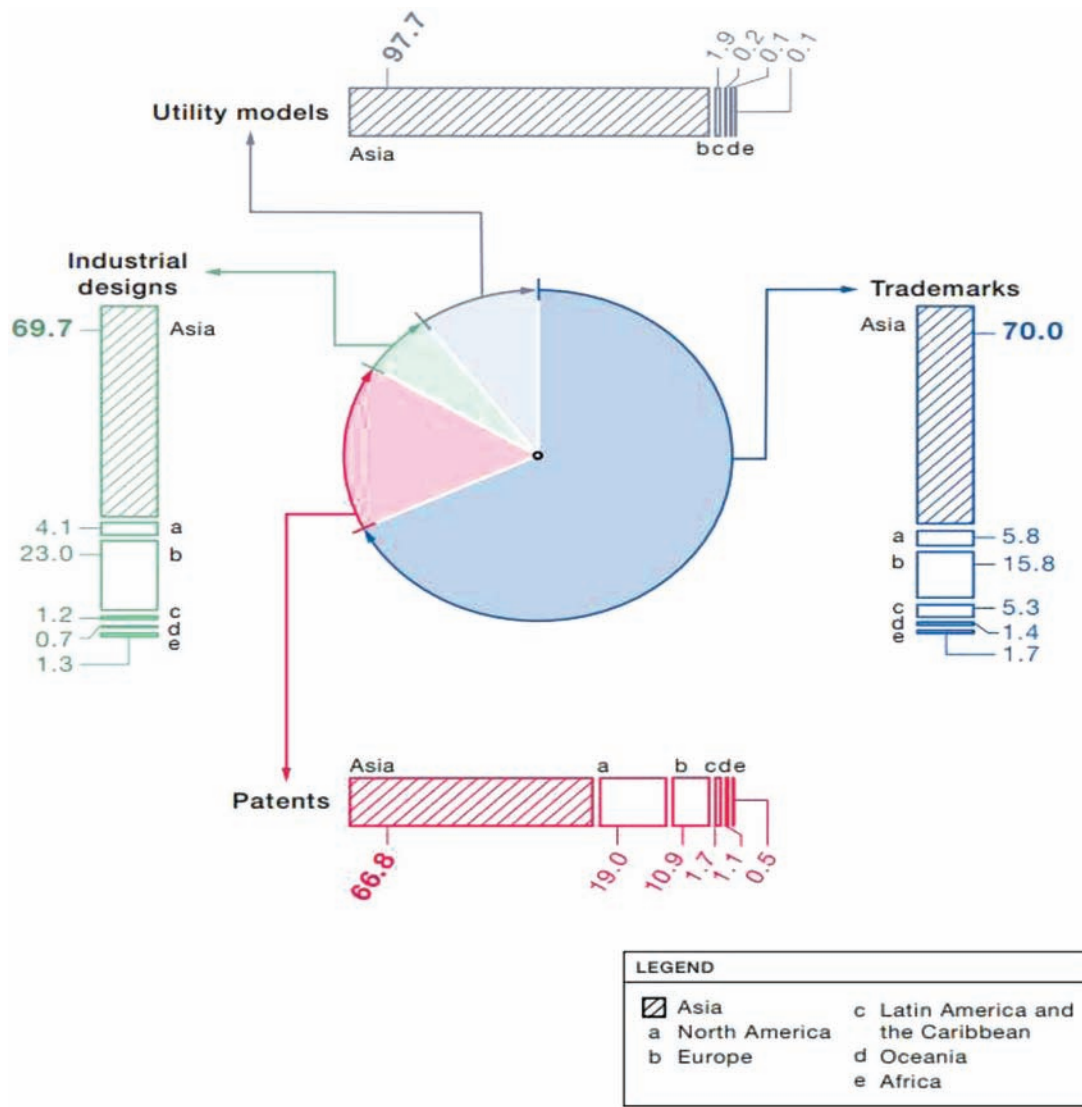 97.7
1.9
0.2
0.1
0.1
Utility models
Asia
b c d e
Industrial
designs
69.7
Asia
4.1
a
23.0
b
1.2
c
0.7
d
1.3
e
Trademarks
Asia
70.0
a
5.8
b
15.8
c
5.3
d
1.4
e
1.7
Patents
Asia
a
b
c d e
66.8
19.0
10.9
1.7
1.1
0.5
LEGEND
Asia
a North America
b Europe
c Latin America and
the Caribbean
d Oceania
e Africa